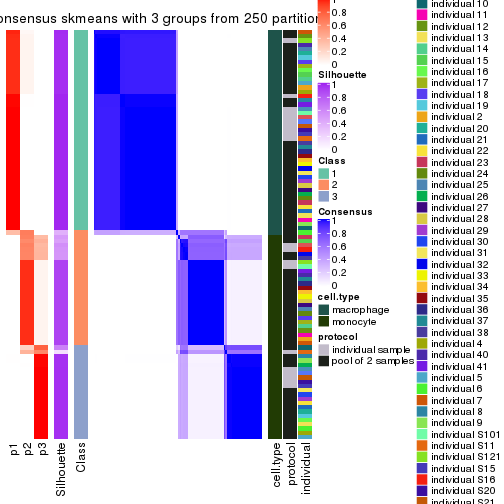 onsensus skmeans with 3 groups from 250 partition
0.8
0.6
0.4
0.2
0
Silhouette
1
0.8
0.6
0.4
0.2
0
Class
1
2
3
Consensus
1
0.8
0.6
0.4
0.2
0
cell.type
macrophage
monocyte
protocol
individual sample
pool of 2 samples
individual 10
individual 11
individual 12
individual 13
individual 14
individual 15
individual 16
individual 17
individual 18
individual 19
individual 2
individual 20
individual 21
individual 22
individual 23
individual 24
individual 25
individual 26
individual 27
individual 28
individual 29
individual 30
individual 31
individual 32
individual 33
individual 34
individual 35
individual 36
individual 37
individual 38
individual 4
individual 40
individual 41
individual 5
individual 6
individual 7
individual 8
individual 9
individual S101
individual S11
individual S121
individual S15
individual S16
individual S20
individual S21
p1
p2
p3
Silhouette
Class
cell.type
protocol
individual